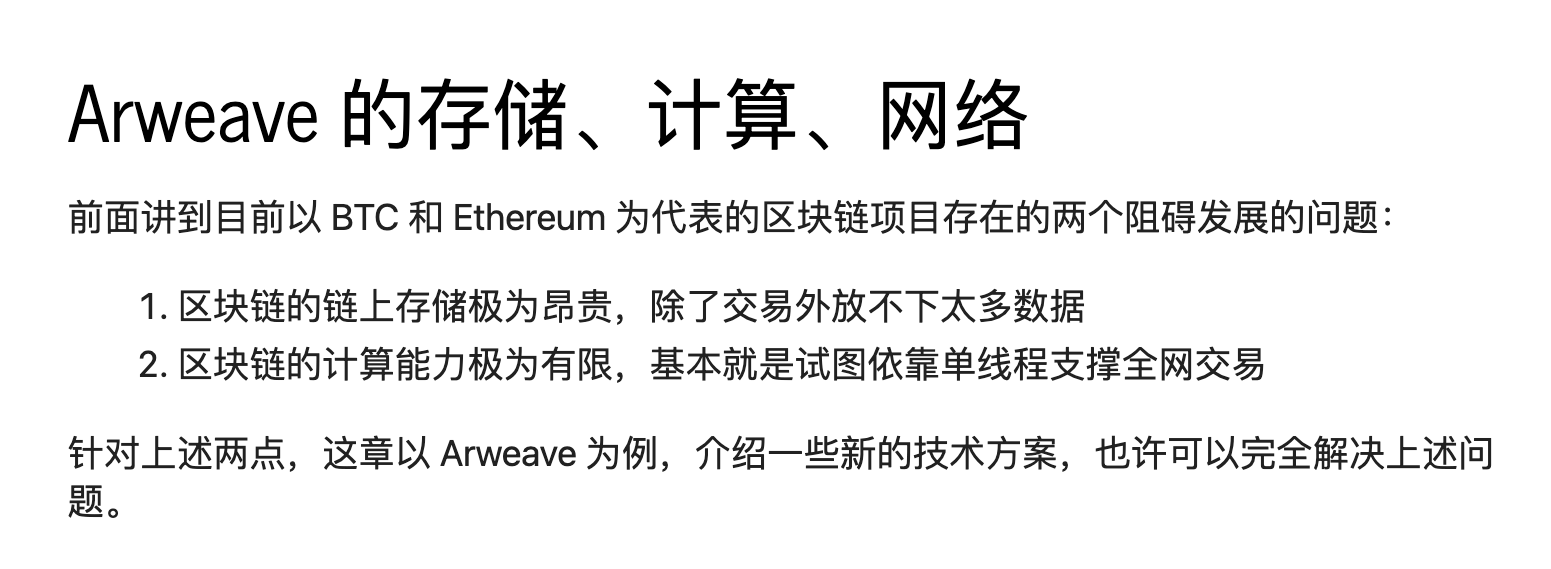 Arweave 的存储、计算、网络
前面讲到目前以 BTC 和 Ethereum 为代表的区块链项目存在的两个阻碍发展的问题：
1. 区块链的链上存储极为昂贵，除了交易外放不下太多数据
2. 区块链的计算能力极为有限，基本就是试图依靠单线程支撑全网交易
针对上述两点，这章以 Arweave 为例，介绍一些新的技术方案，也许可以完全解决上述问
题。